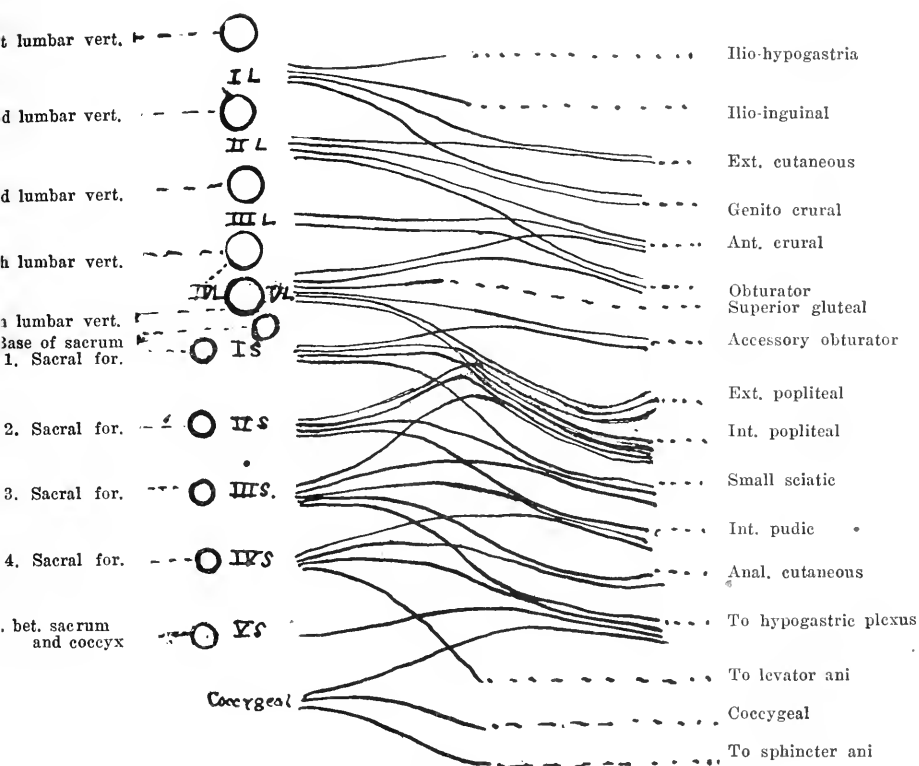 t lumbar vert.
I L
Ilio-hypogastria
d lumbar vert.
Ilio-inguinal
II L
Ext. cutaneous
d lumbar vert.
III L
Genito crural
Ant. crural
h lumbar vert.
IVL VL
Obturator
Superior gluteal
lumbar vert.
Base of sacrum
1. Sacral for.
I S
Accessory obturator
Ext. popliteal
2. Sacral for.
II S
Int. popliteal
3. Sacral for.
III S.
Small sciatic
Int. pudic
4. Sacral for.
IV S
Anal. cutaneous
. bet. sacrum
and coccyx
V S
To hypogastric plexus
To levator ani
Coccygeal
Coccygeal
To sphincter ani